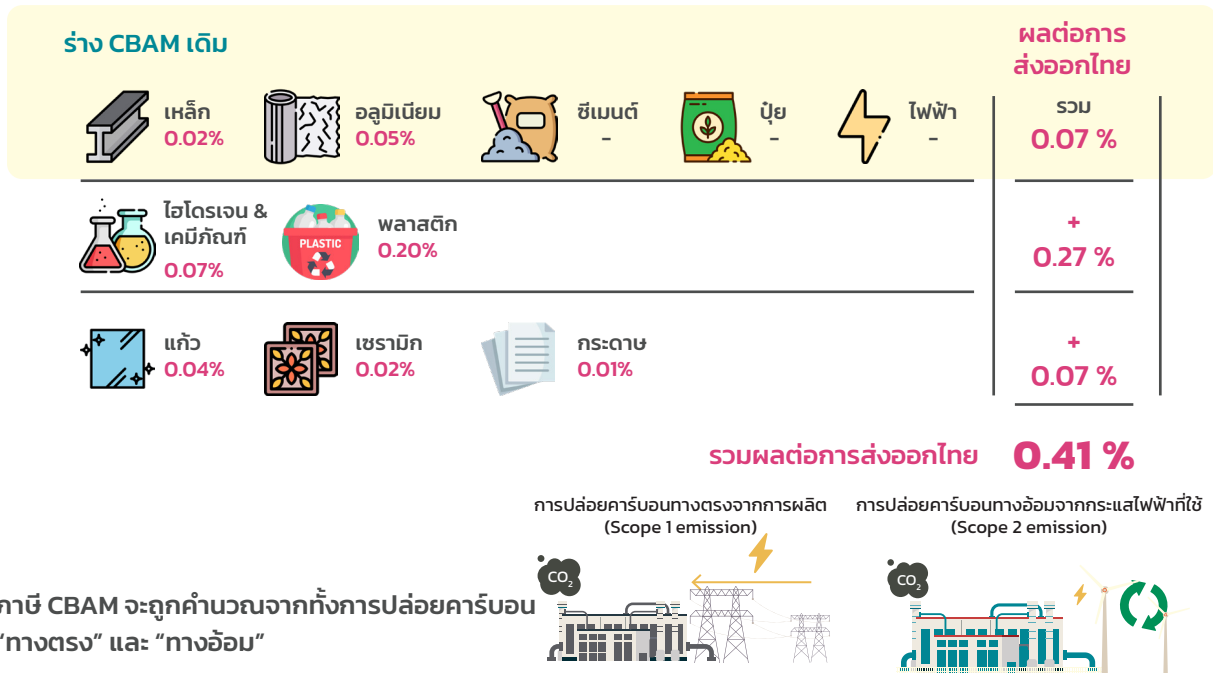 ร่าง CBAM เดิม
ผลต่อการ
ส่งออกไทย
เหล็ก
0.02%
อลูมิเนียม
0.05%
ซีเมนต์
-
ปุ๋ย
-
ไฟฟ้า
-
รวม
0.07 %
ไฮโดรเจน &
เคมีภัณฑ์
0.07%
PLASTIC
พลาสติก
0.20%
+
0.27 %
แก้ว
0.04%
เซรามิก
0.02%
กระดาษ
0.01%
+
0.07 %
รวมผลต่อการส่งออกไทย 0.41 %
การปล่อยคาร์บอนทางตรงจากการผลิต
(Scope 1 emission)
การปล่อยคาร์บอนทางอ้อมจากกระแสไฟฟ้าที่ใช้
(Scope 2 emission)
CO₂
CO₂
ภาษี CBAM จะถูกคำนวณจากทั้งการปล่อยคาร์บอน
“ทางตรง” และ “ทางอ้อม”